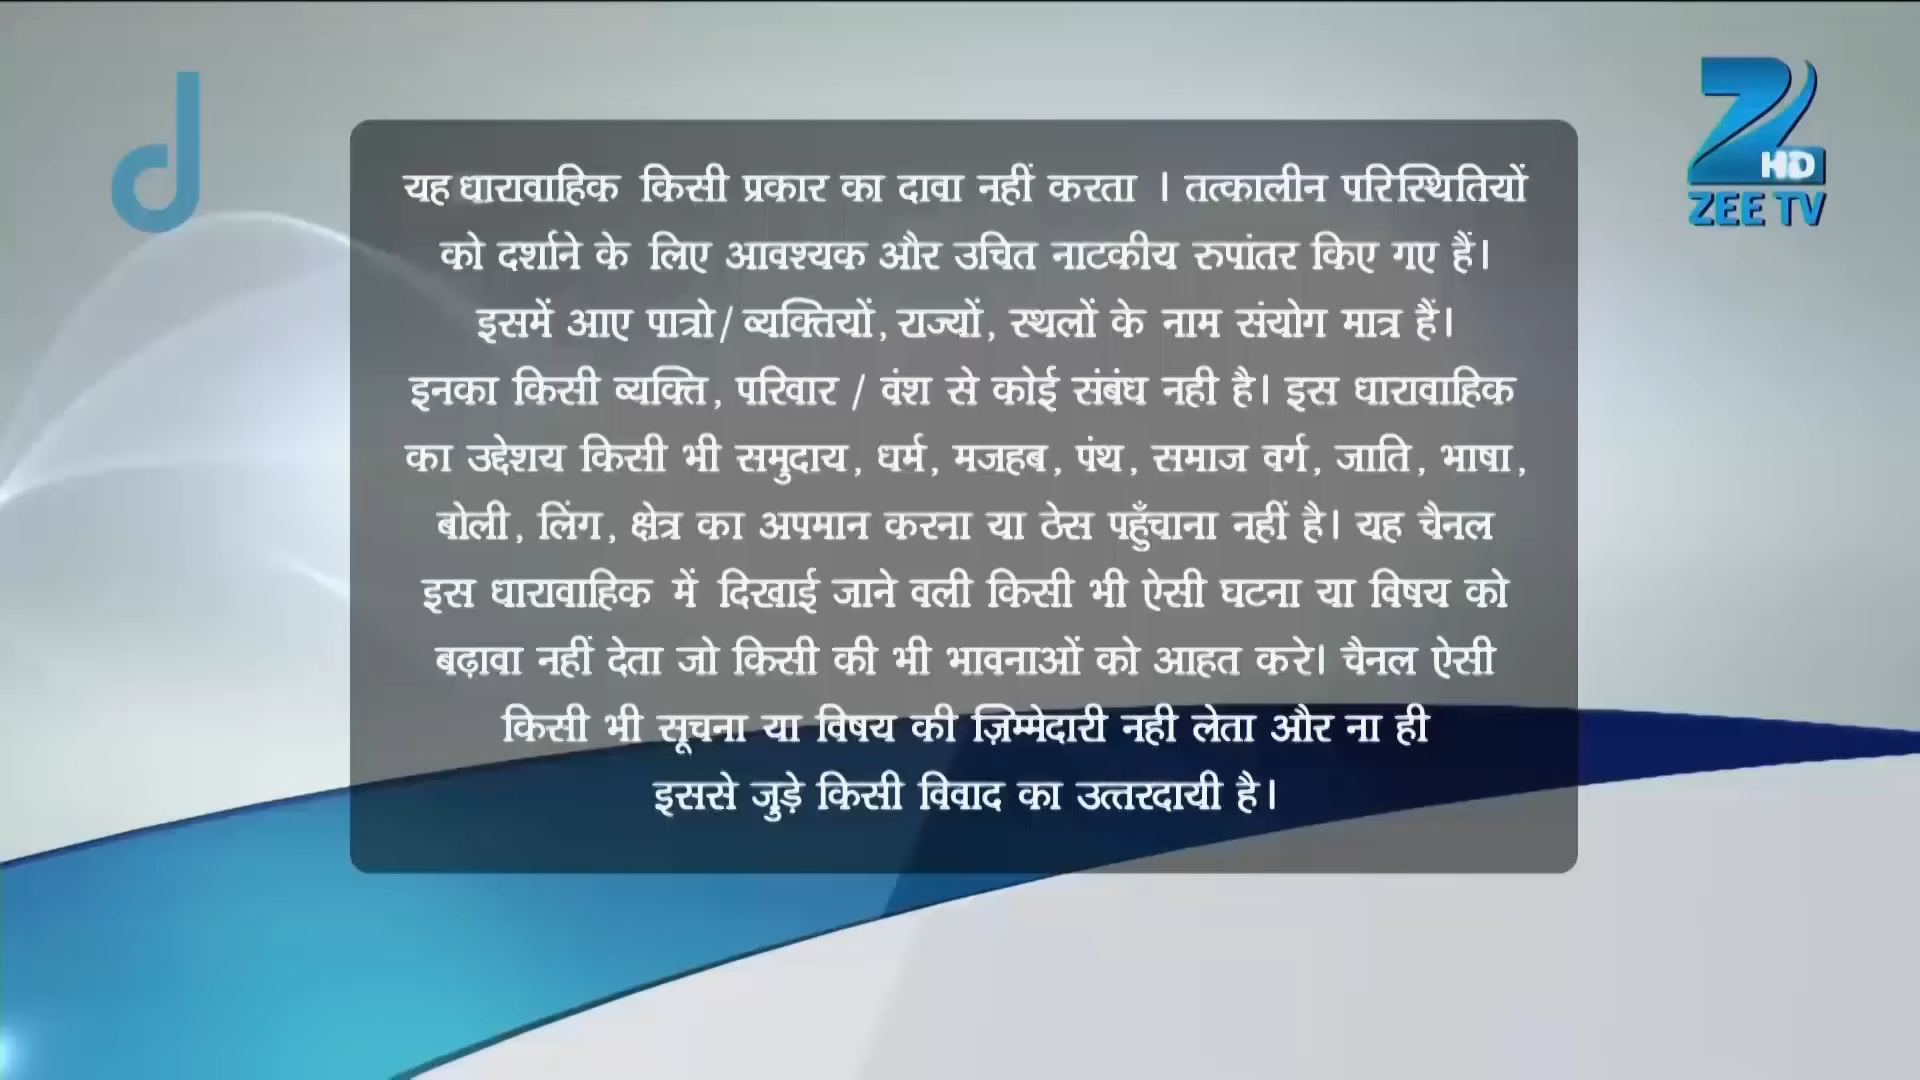 यह धारावाहिक किसी प्रकार का दावा नहीं करता । तत्कालीन परिस्थितियों
को दर्शाने के लिए आवश्यक और उचित नाटकीय रुपांतर किए गए हैं।
इसमें आए पात्रो/ व्यक्तियों, राज्यों, स्थलों के नाम संयोग मात्र हैं।
इनका किसी व्यक्ति, परिवार / वंश से कोई संबंध नही है। इस धारावाहिक
का उद्देशय किसी भी समुदाय, धर्म, मजहब, पंथ, समाज वर्ग, जाति, भाषा,
बोली, लिंग, क्षेत्र का अपमान करना या ठेस पहुँचाना नहीं है। यह चैनल
इस धारावाहिक में दिखाई जाने वली किसी भी ऐसी घटना या विषय को
बढ़ावा नहीं देता जो किसी की भी भावनाओं को आहत करे। चैनल ऐसी
किसी भी सूचना या विषय की ज़िम्मेदारी नही लेता और ना ही
इससे जुड़े किसी विवाद का उत्तरदायी है।
d
Z HD
ZEE TV